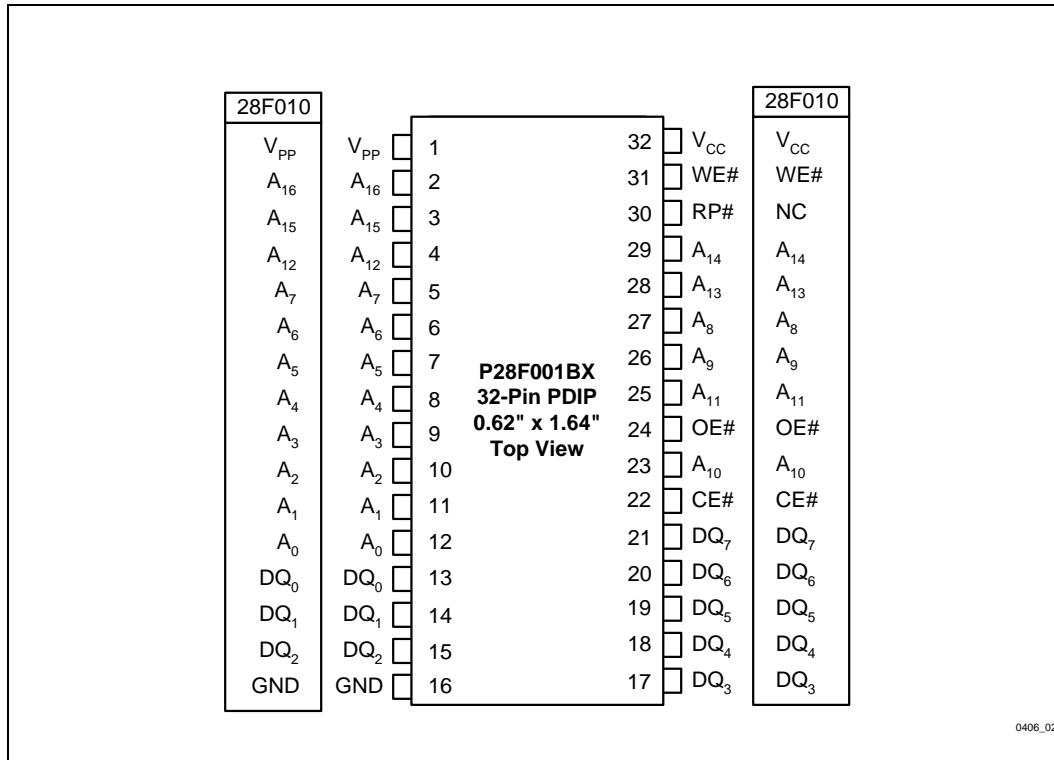 28F010 28F010
V_PP V_PP 1 32 V_CC V_CC
A_16 A_16 2 31 WE# WE#
A_15 A_15 3 30 RP# NC
A_12 A_12 4 29 A_14 A_14
A_7 A_7 5 28 A_13 A_13
A_6 A_6 6 27 A_8 A_8
A_5 A_5 7 26 A_9 A_9
A_4 A_4 8 25 A_11 A_11
A_3 A_3 9 24 OE# OE#
A_2 A_2 10 23 A_10 A_10
A_1 A_1 11 22 CE# CE#
A_0 A_0 12 21 DQ_7 DQ_7
DQ_0 DQ_0 13 20 DQ_6 DQ_6
DQ_1 DQ_1 14 19 DQ_5 DQ_5
DQ_2 DQ_2 15 18 DQ_4 DQ_4
GND GND 16 17 DQ_3 DQ_3
P28F001BX
32-Pin PDIP
0.62" x 1.64"
Top View
0406_02